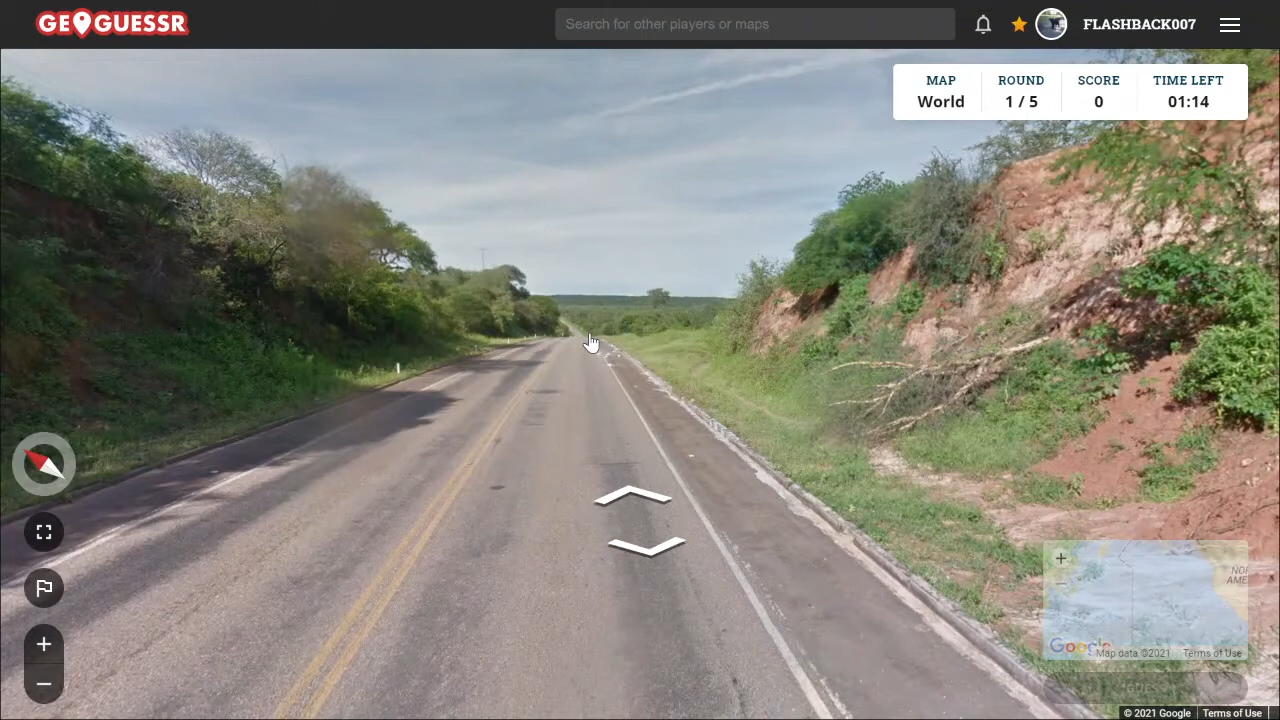 GEOGUESSR
Search for other players or maps
FLASHBACK007
MAP ROUND SCORE TIME LEFT
World 1 / 5 0 01:14
Google
Map data ©2021 Terms of Use
© 2021 Google Terms of Use